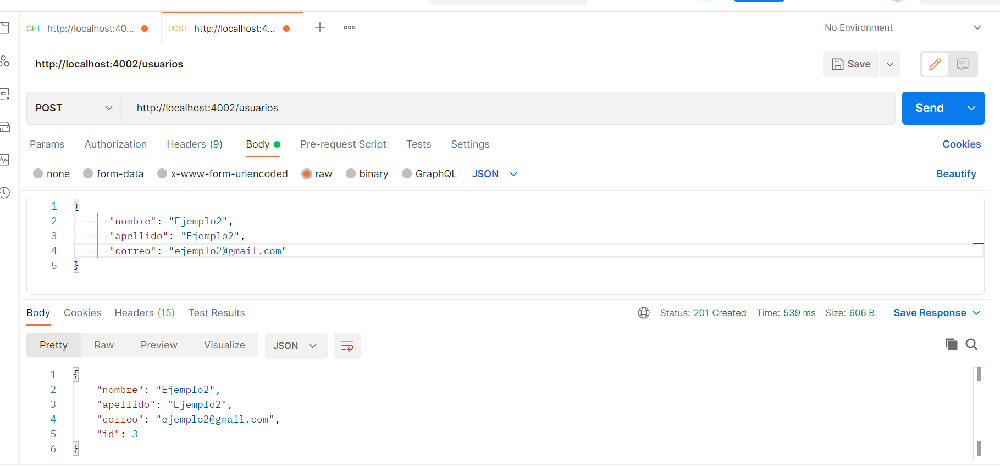 GET http://localhost:40... POST http://localhost:4... No Environment
http://localhost:4002/usuarios Save
POST http://localhost:4002/usuarios Send
Params Authorization Headers (9) Body Pre-request Script Tests Settings Cookies
none form-data x-www-form-urlencoded raw binary GraphQL JSON Beautify
1 {
2 "nombre": "Ejemplo2",
3 "apellido": "Ejemplo2",
4 "correo": "ejemplo2@gmail.com"
5 }
Body Cookies Headers (15) Test Results Status: 201 Created Time: 539 ms Size: 606 B Save Response
Pretty Raw Preview Visualize JSON
1 {
2 "nombre": "Ejemplo2",
3 "apellido": "Ejemplo2",
4 "correo": "ejemplo2@gmail.com",
5 "id": 3
6 }